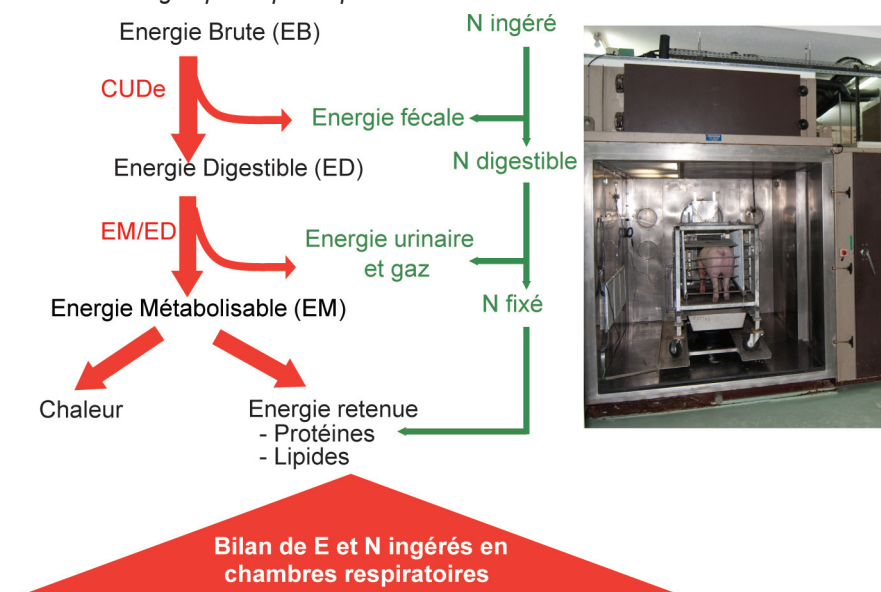 Energie Brute (EB)
N ingéré
CUDe
Energie fécale
Energie Digestible (ED)
N digestible
EM/ED
Energie urinaire
et gaz
Energie Métabolisable (EM)
N fixé
Chaleur
Energie retenue
- Protéines
- Lipides
Bilan de E et N ingérés en
chambres respiratoires